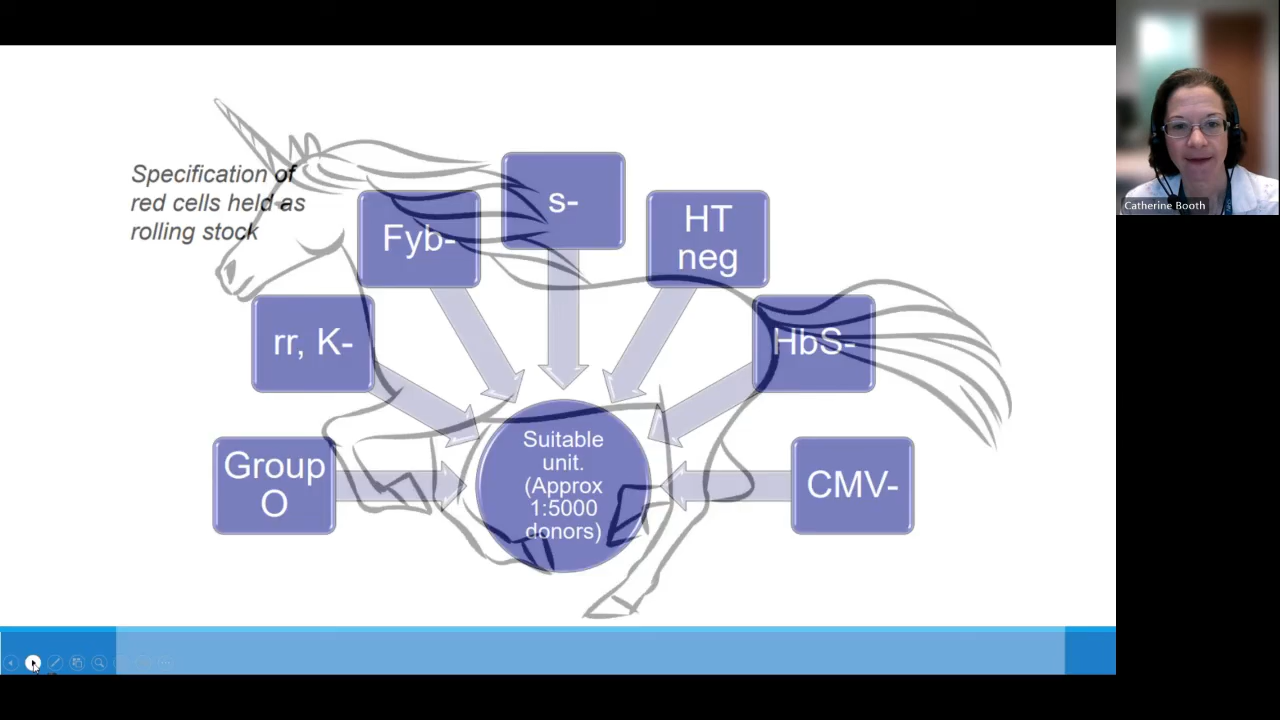 Specification of
red cells held as
rolling stock
Group
O
rr, K-
Fyb-
s-
HT
neg
HbS-
CMV-
Suitable
unit.
(Approx
1:5000
donors)
Catherine Booth